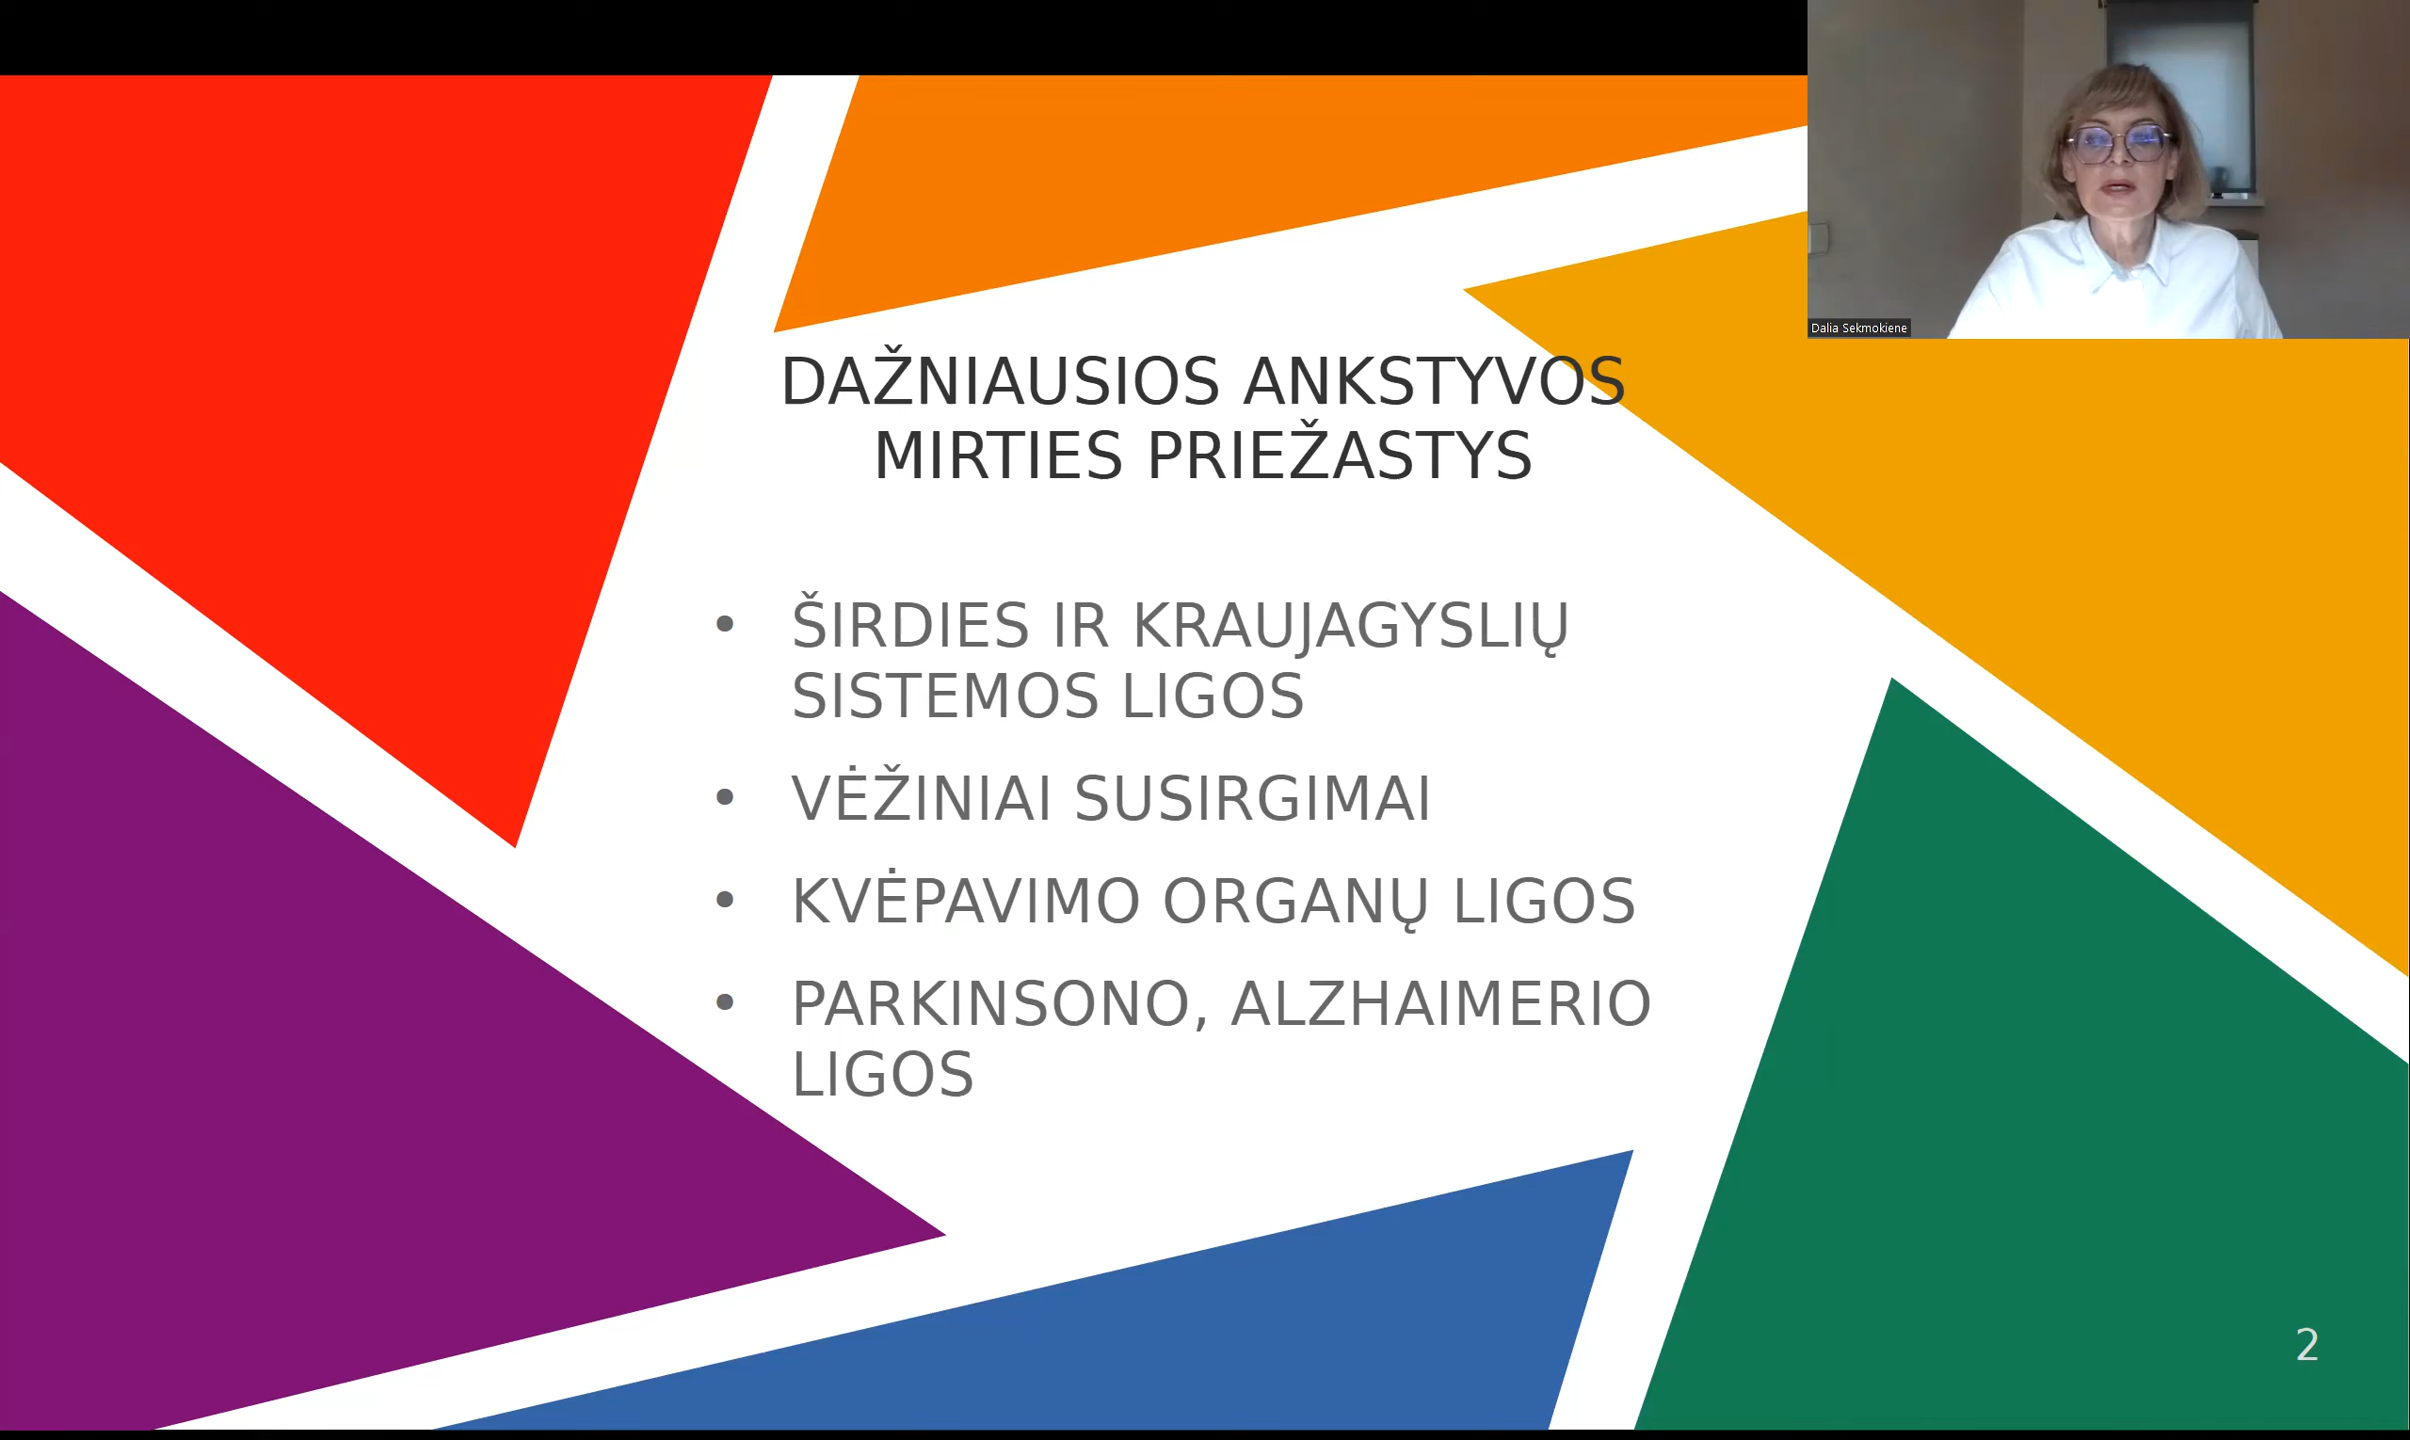 Dalia Sekmokiene
DAŽNIAUSIOS ANKSTYVOS
MIRTIES PRIEŽASTYS
• ŠIRDIES IR KRAUJAGYSLIŲ
SISTEMOS LIGOS
• VĖŽINIAI SUSIRGIMAI
• KVĖPAVIMO ORGANŲ LIGOS
• PARKINSONO, ALZHAIMERIO
LIGOS
2